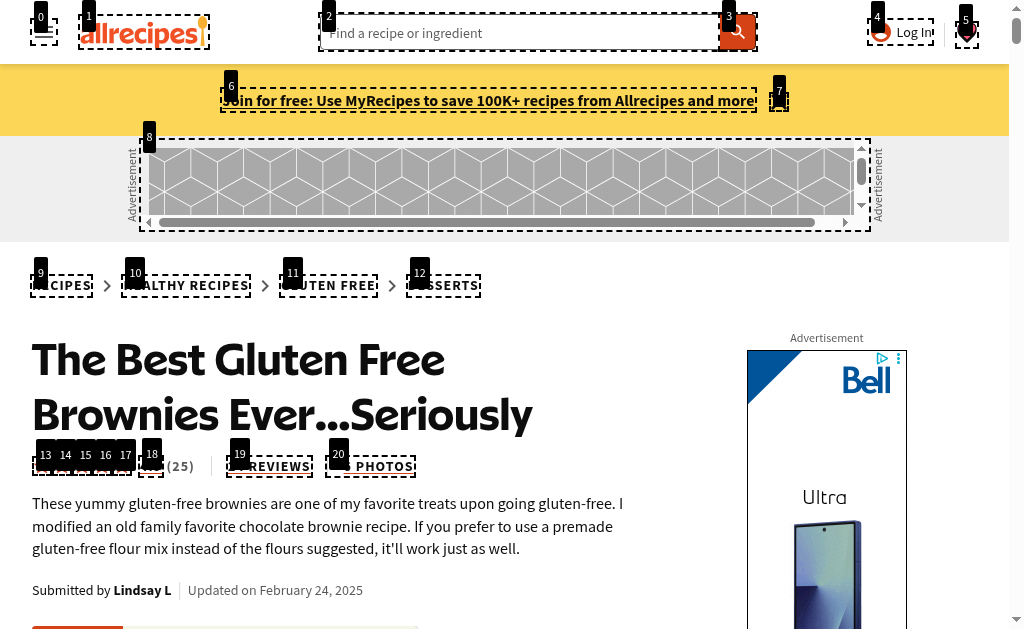 0
1
2
3
4
5
allrecipes
Find a recipe or ingredient
Log In
6
7
Join for free: Use MyRecipes to save 100K+ recipes from Allrecipes and more
8
Advertisement
Advertisement
9
10
11
12
RECIPES
HEALTHY RECIPES
GLUTEN FREE
DESSERTS
The Best Gluten Free
Brownies Ever...Seriously
Advertisement
Bell
Ultra
13
14
15
16
17
18
19
20
(25)
REVIEWS
PHOTOS
These yummy gluten-free brownies are one of my favorite treats upon going gluten-free. I
modified an old family favorite chocolate brownie recipe. If you prefer to use a premade
gluten-free flour mix instead of the flours suggested, it'll work just as well.
Submitted by Lindsay L
Updated on February 24, 2025